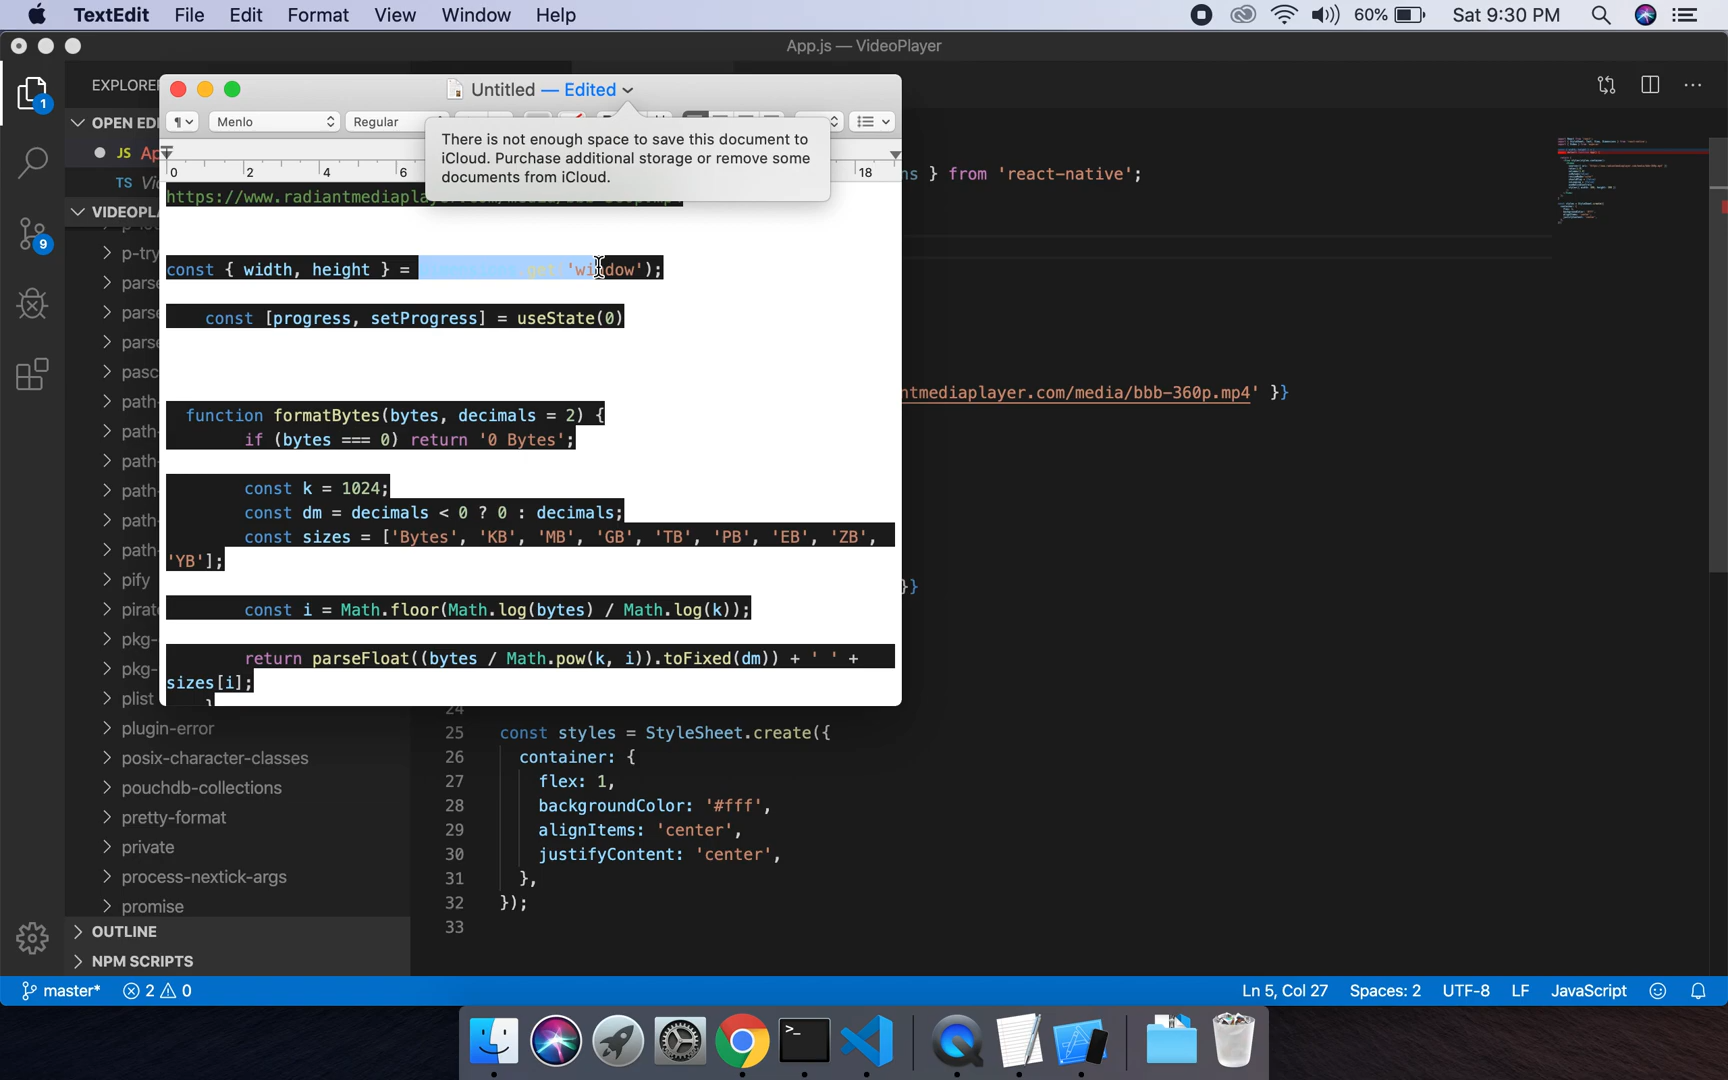 TextEdit File Edit Format View Window Help 60% Sat 9:30 PM
App.js — VideoPlayer
EXPLORE
1
Untitled — Edited
Menlo Regular
There is not enough space to save this document to
iCloud. Purchase additional storage or remove some
documents from iCloud.
OPEN EDI
JS Ap
0 2 4 6 18
TS Vi
https://www.radiantmediapla
ns } from 'react-native';
VIDEOPLA
9
p-try
const { width, height } = get 'window');
parse
parse
const [progress, setProgress] = useState(0)
parse
pasc
path-
ntmediaplayer.com/media/bbb-360p.mp4' }}
function formatBytes(bytes, decimals = 2) {
path-
if (bytes === 0) return '0 Bytes';
path-
const k = 1024;
path-
const dm = decimals < 0 ? 0 : decimals;
path-
const sizes = ['Bytes', 'KB', 'MB', 'GB', 'TB', 'PB', 'EB', 'ZB',
path-
'YB'];
pify
}}
const i = Math.floor(Math.log(bytes) / Math.log(k));
pirate
pkg-
return parseFloat((bytes / Math.pow(k, i)).toFixed(dm)) + ' ' +
pkg-
sizes[i];
plist
}
24
plugin-error
25 const styles = StyleSheet.create({
posix-character-classes
26 container: {
27 flex: 1,
pouchdb-collections
28 backgroundColor: '#fff',
pretty-format
29 alignItems: 'center',
private
30 justifyContent: 'center',
process-nextick-args
31 },
promise
32 });
33
OUTLINE
NPM SCRIPTS
master* 2 0 Ln 5, Col 27 Spaces: 2 UTF-8 LF JavaScript